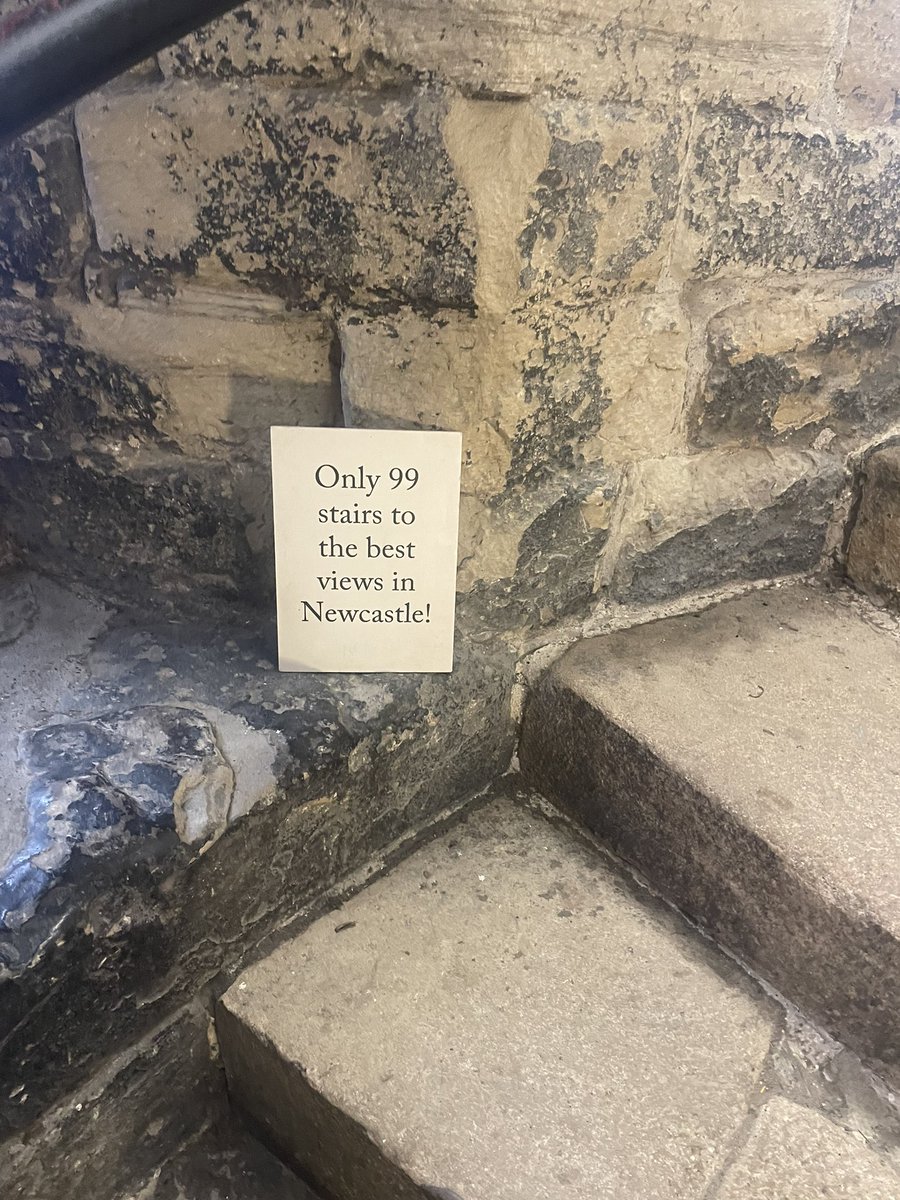 Only 99
stairs to
the best
views in
Newcastle!